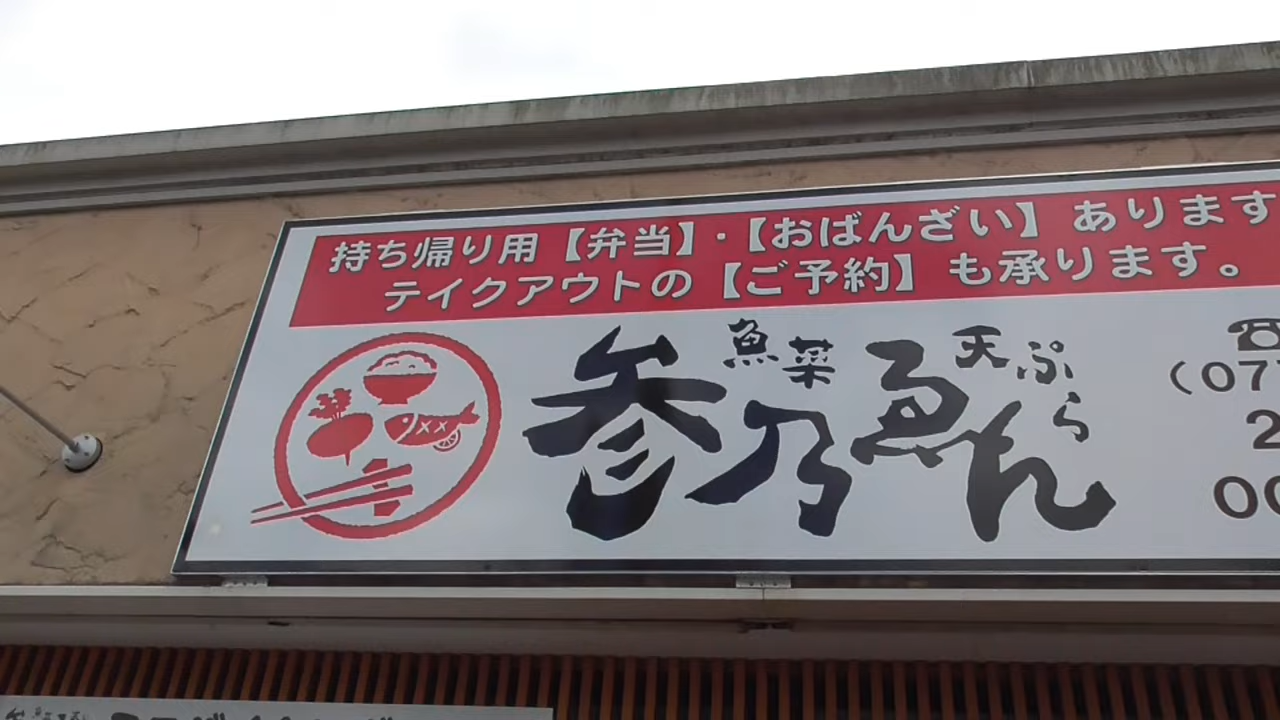 持ち帰り用【弁当】・【おばんざい】あります
テイクアウトの【ご予約】も承ります。
魚菜
天ぷら
参乃ゑん
☎
(07
2
00